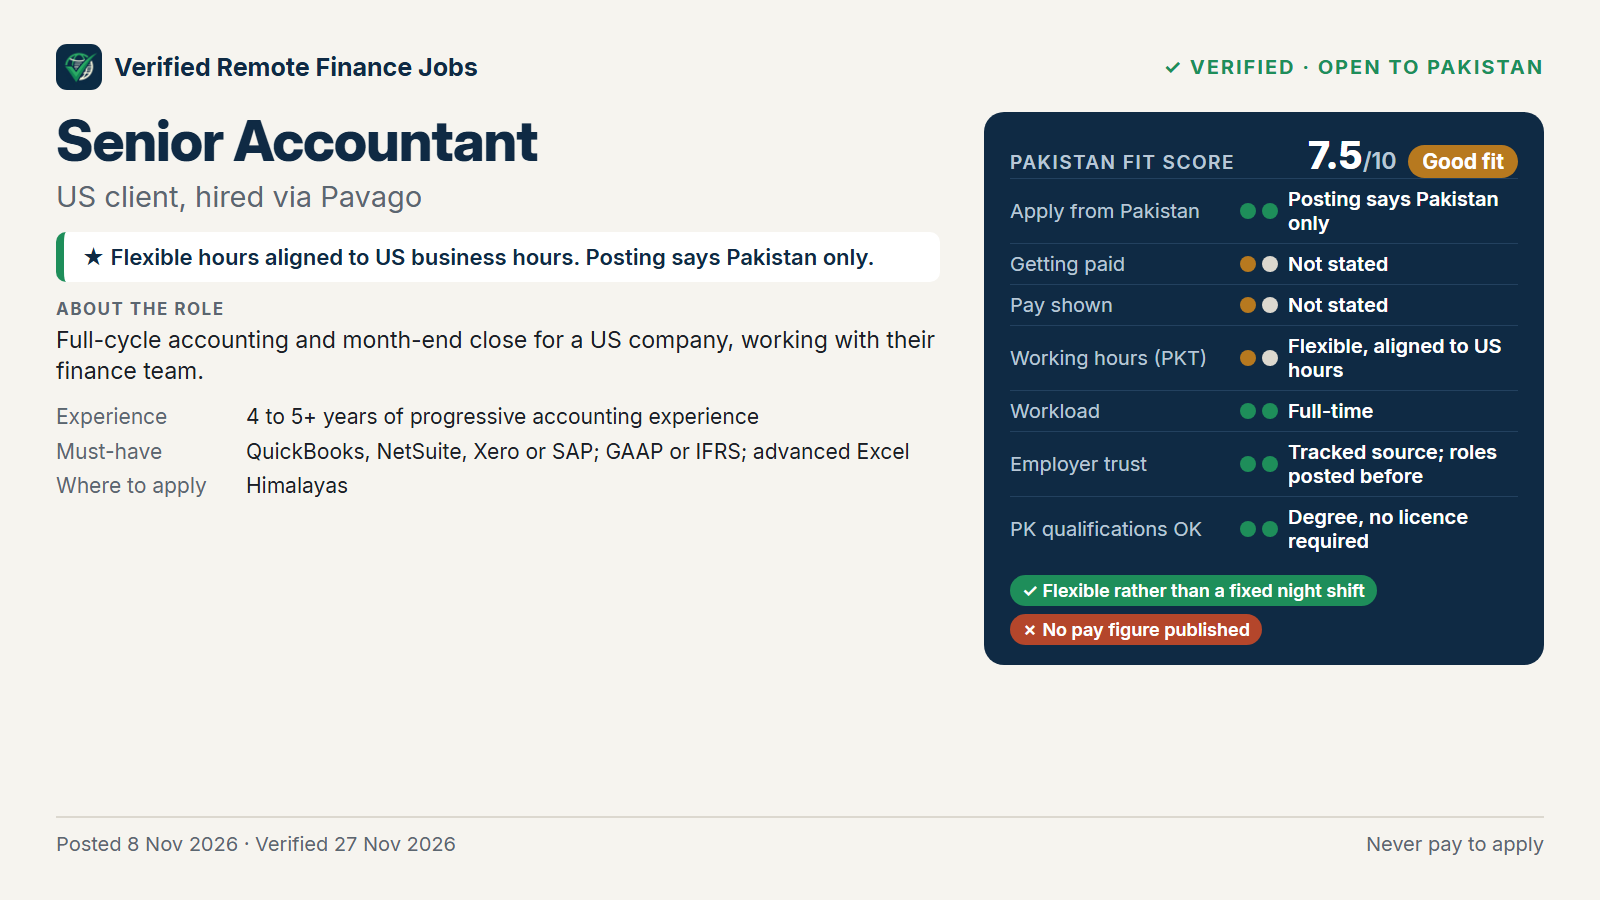 Verified Remote Finance Jobs
✓ VERIFIED · OPEN TO PAKISTAN
Senior Accountant
US client, hired via Pavago
★ Flexible hours aligned to US business hours. Posting says Pakistan only.
ABOUT THE ROLE
Full-cycle accounting and month-end close for a US company, working with their
finance team.
Experience 4 to 5+ years of progressive accounting experience
Must-have QuickBooks, NetSuite, Xero or SAP; GAAP or IFRS; advanced Excel
Where to apply Himalayas
PAKISTAN FIT SCORE 7.5/10 Good fit
Apply from Pakistan Posting says Pakistan
only
Getting paid Not stated
Pay shown Not stated
Working hours (PKT) Flexible, aligned to US
hours
Workload Full-time
Employer trust Tracked source; roles
posted before
PK qualifications OK Degree, no licence
required
✓ Flexible rather than a fixed night shift
× No pay figure published
Posted 8 Nov 2026 · Verified 27 Nov 2026
Never pay to apply